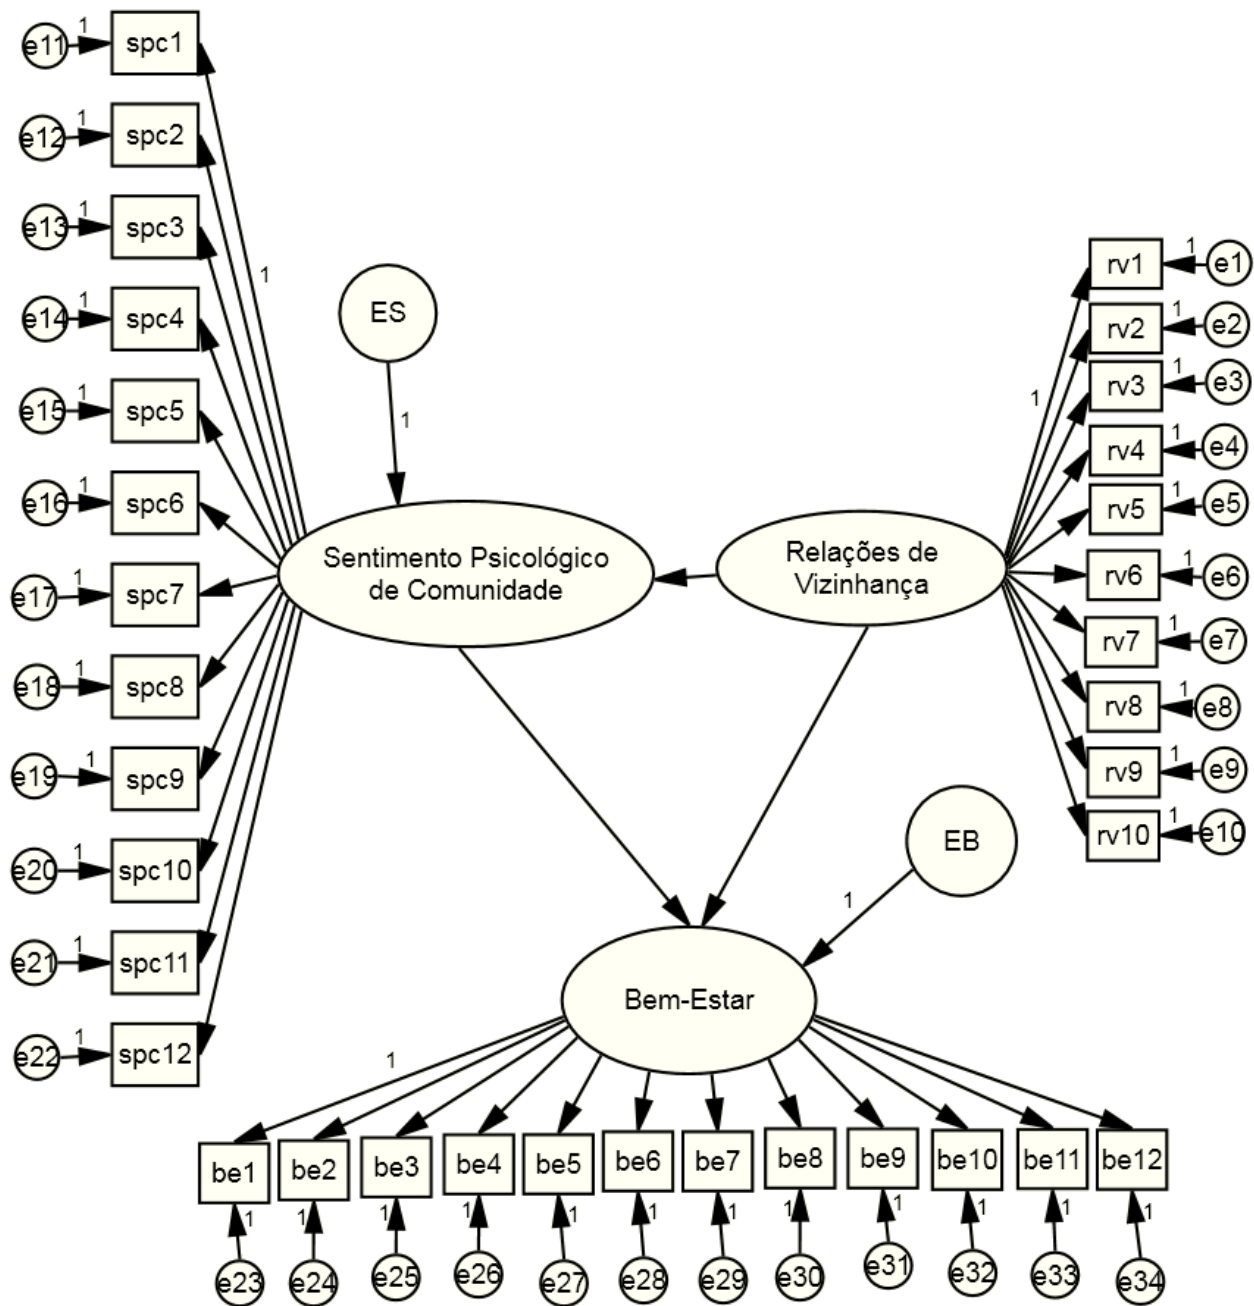 e11 1 spc1
e12 1 spc2
e13 1 spc3
e14 1 spc4
e15 1 spc5
e16 1 spc6
e17 1 spc7
e18 1 spc8
e19 1 spc9
e20 1 spc10
e21 1 spc11
e22 1 spc12
1
ES
1
Sentimento Psicológico
de Comunidade
Relações de
Vizinhança
1
rv1 1 e1
rv2 1 e2
rv3 1 e3
rv4 1 e4
rv5 1 e5
rv6 1 e6
rv7 1 e7
rv8 1 e8
rv9 1 e9
rv10 1 e10
EB
1
Bem-Estar
1
be1 be2 be3 be4 be5 be6 be7 be8 be9 be10 be11 be12
1 1 1 1 1 1 1 1 1 1 1 1
e23 e24 e25 e26 e27 e28 e29 e30 e31 e32 e33 e34